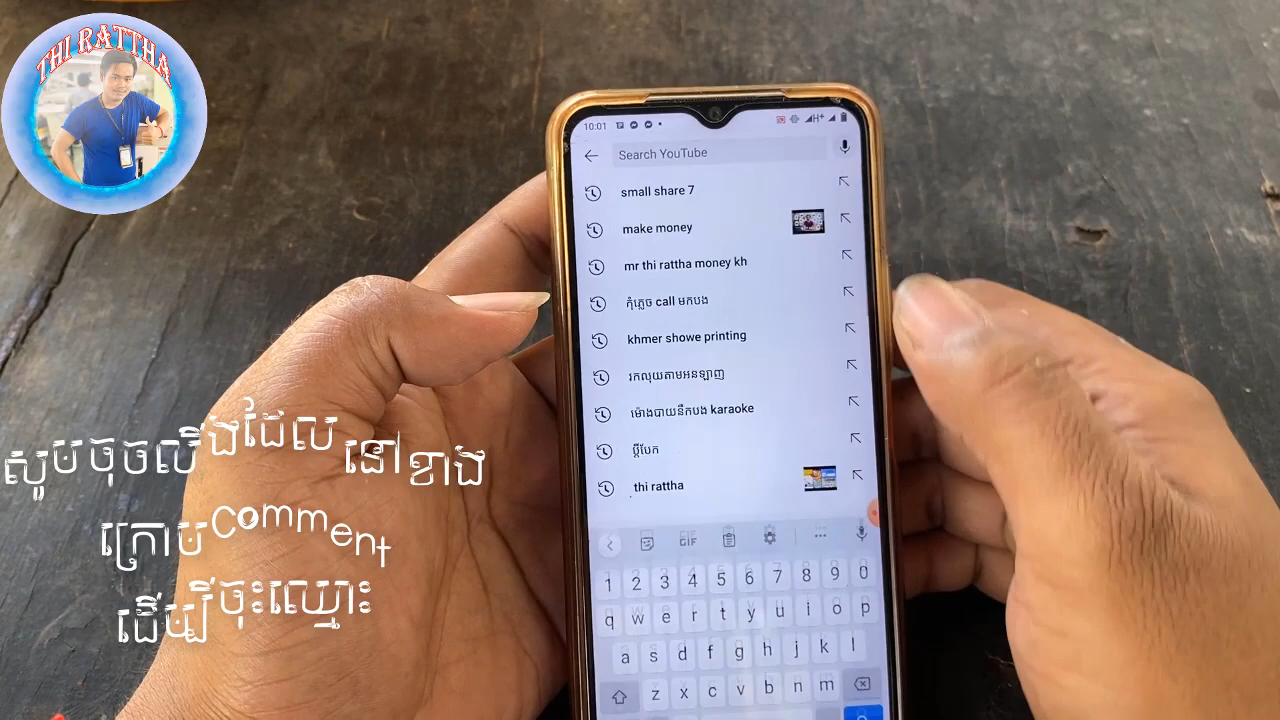 THI RATTHA
10:01
H+
Search YouTube
small share 7
make money
mr thi rattha money kh
កុំភ្លេច call មកបង
khmer showe printing
រកលុយតាមអនឡាញ
ម៉ោងបាយនឹកបង karaoke
ប្តីបែក
thi rattha
GIF
1 2 3 4 5 6 7 8 9 0
q w e r t y u i o p
a s d f g h j k l
z x c v b n m
សូមចុចលីងដែលនៅខាង
ក្រោមcomment
ដើម្បីចុះឈ្មោះ